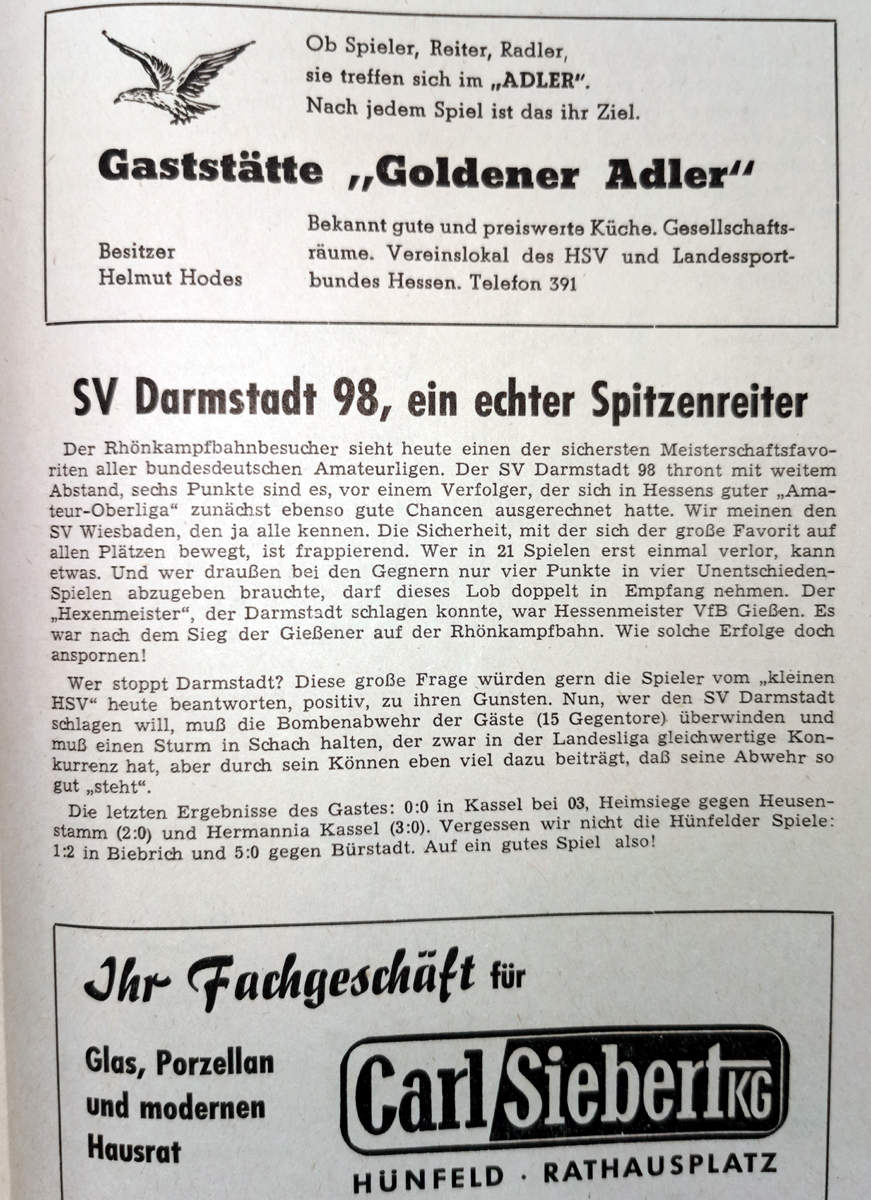 Ob Spieler, Reiter, Radler,
sie treffen sich im „ADLER“.
Nach jedem Spiel ist das ihr Ziel.
Gaststätte „Goldener Adler“
Besitzer
Helmut Hodes
Bekannt gute und preiswerte Küche. Gesellschafts-
räume. Vereinslokal des HSV und Landessport-
bundes Hessen. Telefon 391
SV Darmstadt 98, ein echter Spitzenreiter
Der Rhönkampfbahnbesucher sieht heute einen der sichersten Meisterschaftsfavo-
riten aller bundesdeutschen Amateurligen. Der SV Darmstadt 98 thront mit weitem
Abstand, sechs Punkte sind es, vor einem Verfolger, der sich in Hessens guter „Ama-
teur-Oberliga“ zunächst ebenso gute Chancen ausgerechnet hatte. Wir meinen den
SV Wiesbaden, den ja alle kennen. Die Sicherheit, mit der sich der große Favorit auf
allen Plätzen bewegt, ist frappierend. Wer in 21 Spielen erst einmal verlor, kann
etwas. Und wer draußen bei den Gegnern nur vier Punkte in vier Unentschieden-
Spielen abzugeben brauchte, darf dieses Lob doppelt in Empfang nehmen. Der
„Hexenmeister“, der Darmstadt schlagen konnte, war Hessenmeister VfB Gießen. Es
war nach dem Sieg der Gießener auf der Rhönkampfbahn. Wie solche Erfolge doch
anspornen!
Wer stoppt Darmstadt? Diese große Frage würden gern die Spieler vom „kleinen
HSV“ heute beantworten, positiv, zu ihren Gunsten. Nun, wer den SV Darmstadt
schlagen will, muß die Bombenabwehr der Gäste (15 Gegentore) überwinden und
muß einen Sturm in Schach halten, der zwar in der Landesliga gleichwertige Kon-
kurrenz hat, aber durch sein Können eben viel dazu beiträgt, daß seine Abwehr so
gut „steht“.
Die letzten Ergebnisse des Gastes: 0:0 in Kassel bei 03, Heimsiege gegen Heusen-
stamm (2:0) und Hermannia Kassel (3:0). Vergessen wir nicht die Hünfelder Spiele:
1:2 in Biebrich und 5:0 gegen Bürstadt. Auf ein gutes Spiel also!
Ihr Fachgeschäft für
Glas, Porzellan
und modernen
Hausrat
Carl Siebert KG
HÜNFELD · RATHAUSPLATZ